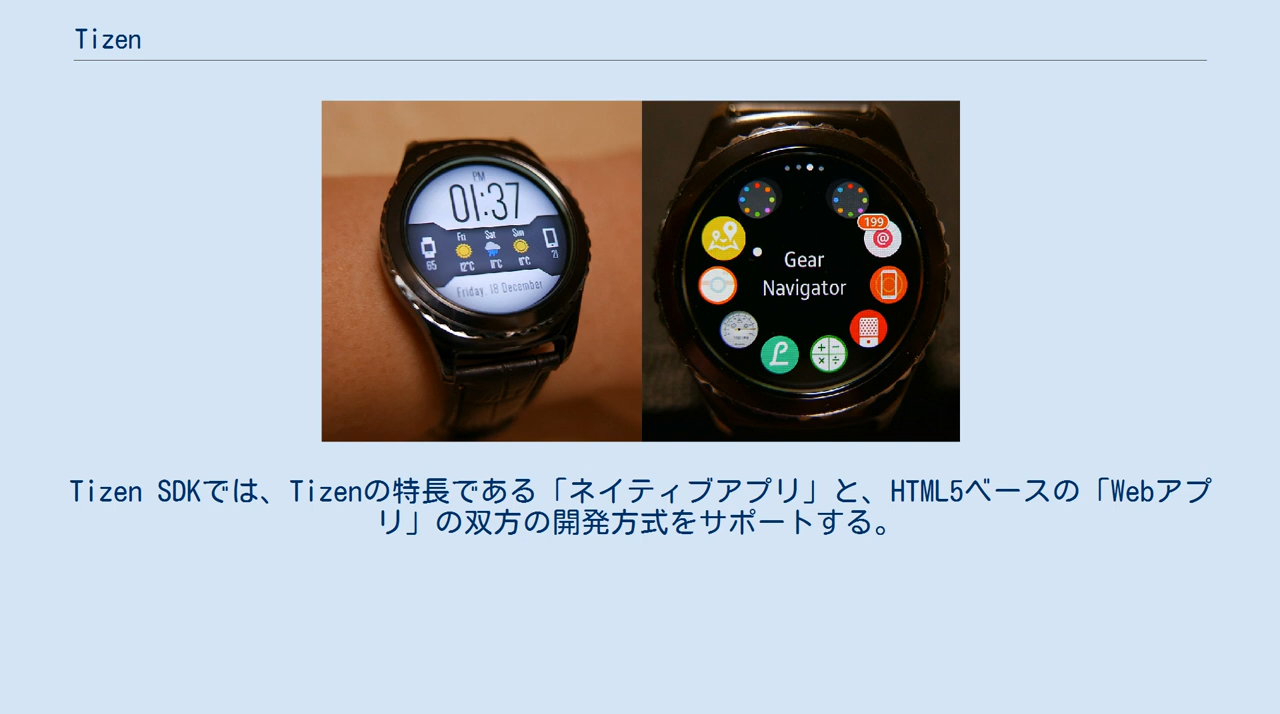 Tizen
PM
01:37
Fri Sat Sun
65
12℃ 11℃ 11℃
21
Friday, 18 December
199
@
Gear
Navigator
+ −
× ÷
Tizen SDKでは、Tizenの特長である「ネイティブアプリ」と、HTML5ベースの「Webアプ
リ」の双方の開発方式をサポートする。